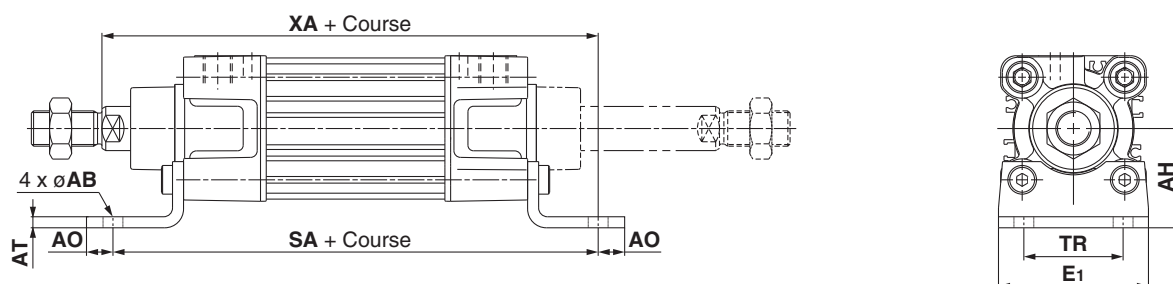 XA + Course
4 x øAB
AT
AO
SA + Course
AO
AH
TR
E1